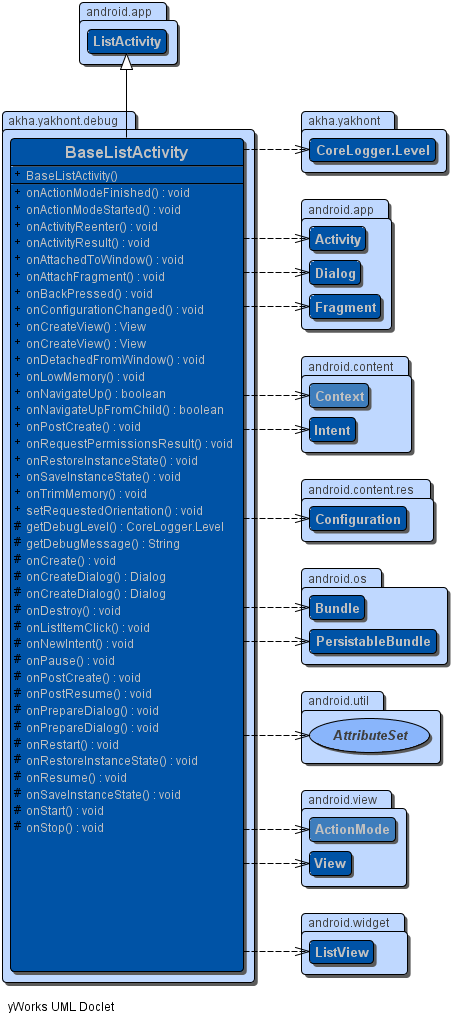 android.app
ListActivity
akha.yakhont.debug
BaseListActivity
+ BaseListActivity()
+ onActionModeFinished() : void
+ onActionModeStarted() : void
+ onActivityReenter() : void
+ onActivityResult() : void
+ onAttachedToWindow() : void
+ onAttachFragment() : void
+ onBackPressed() : void
+ onConfigurationChanged() : void
+ onCreateView() : View
+ onCreateView() : View
+ onDetachedFromWindow() : void
+ onLowMemory() : void
+ onNavigateUp() : boolean
+ onNavigateUpFromChild() : boolean
+ onPostCreate() : void
+ onRequestPermissionsResult() : void
+ onRestoreInstanceState() : void
+ onSaveInstanceState() : void
+ onTrimMemory() : void
+ setRequestedOrientation() : void
# getDebugLevel() : CoreLogger.Level
# getDebugMessage() : String
# onCreate() : void
# onCreateDialog() : Dialog
# onCreateDialog() : Dialog
# onDestroy() : void
# onListItemClick() : void
# onNewIntent() : void
# onPause() : void
# onPostCreate() : void
# onPostResume() : void
# onPrepareDialog() : void
# onPrepareDialog() : void
# onRestart() : void
# onRestoreInstanceState() : void
# onResume() : void
# onSaveInstanceState() : void
# onStart() : void
# onStop() : void
akha.yakhont
CoreLogger.Level
android.app
Activity
Dialog
Fragment
android.content
Context
Intent
android.content.res
Configuration
android.os
Bundle
PersistableBundle
android.util
AttributeSet
android.view
ActionMode
View
android.widget
ListView
yWorks UML Doclet